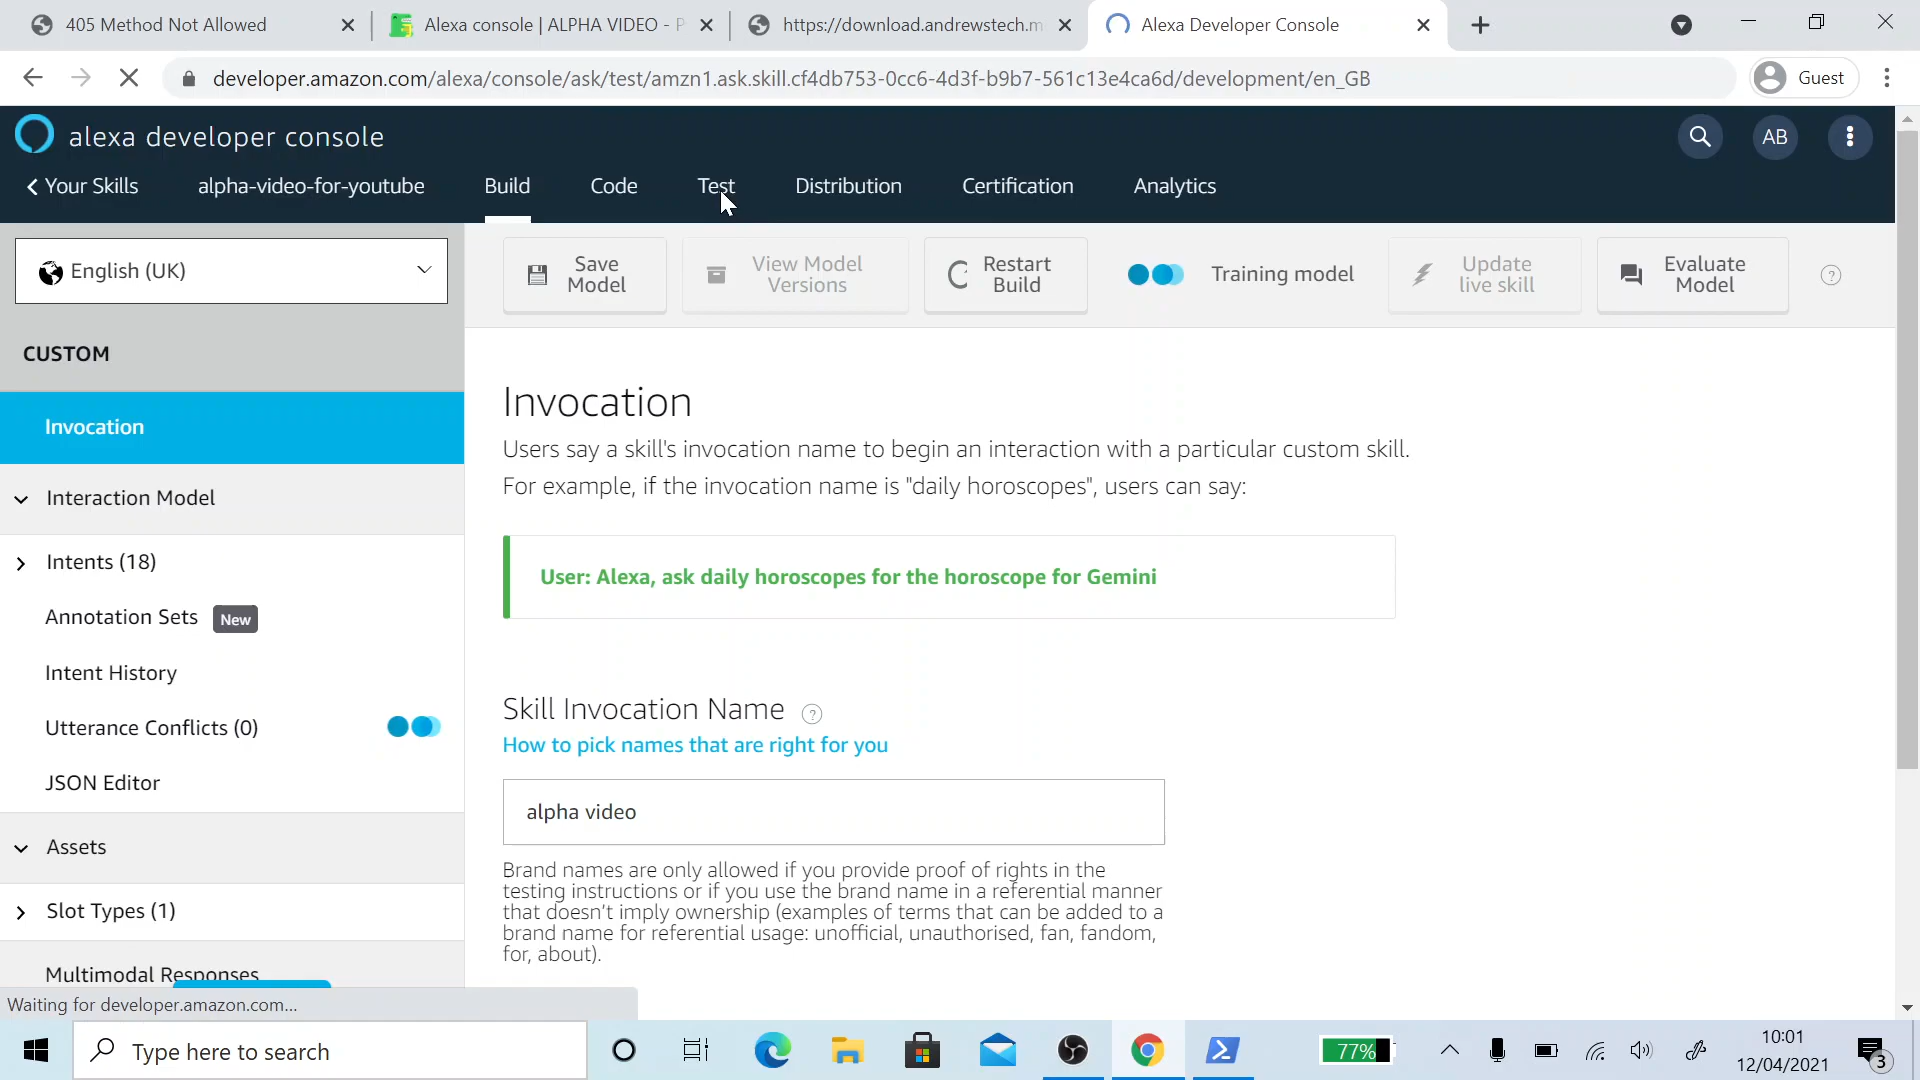 405 Method Not Allowed
Alexa console | ALPHA VIDEO - P
https://download.andrewstech.m
Alexa Developer Console
developer.amazon.com/alexa/console/ask/test/amzn1.ask.skill.cf4db753-0cc6-4d3f-b9b7-561c13e4ca6d/development/en_GB
Guest
alexa developer console
AB
Your Skills
alpha-video-for-youtube
Build
Code
Test
Distribution
Certification
Analytics
English (UK)
Save Model
View Model Versions
Restart Build
Training model
Update live skill
Evaluate Model
CUSTOM
Invocation
Interaction Model
Intents (18)
Annotation Sets New
Intent History
Utterance Conflicts (0)
JSON Editor
Assets
Slot Types (1)
Multimodal Responses
Invocation
Users say a skill's invocation name to begin an interaction with a particular custom skill.
For example, if the invocation name is "daily horoscopes", users can say:
User: Alexa, ask daily horoscopes for the horoscope for Gemini
Skill Invocation Name
How to pick names that are right for you
alpha video
Brand names are only allowed if you provide proof of rights in the
testing instructions or if you use the brand name in a referential manner
that doesn't imply ownership (examples of terms that can be added to a
brand name for referential usage: unofficial, unauthorised, fan, fandom,
for, about).
Waiting for developer.amazon.com...
Type here to search
77%
10:01
12/04/2021
3